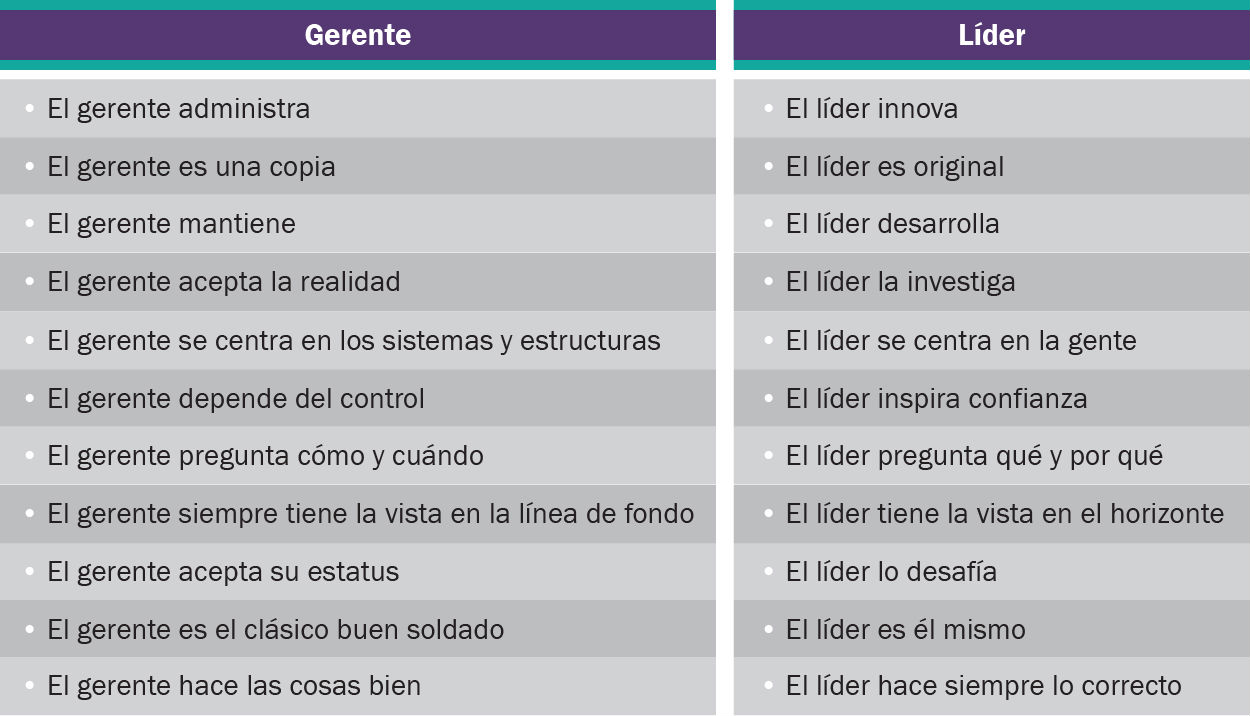 Gerente
Líder
• El gerente administra
• El líder innova
• El gerente es una copia
• El líder es original
• El gerente mantiene
• El líder desarrolla
• El gerente acepta la realidad
• El líder la investiga
• El gerente se centra en los sistemas y estructuras
• El líder se centra en la gente
• El gerente depende del control
• El líder inspira confianza
• El gerente pregunta cómo y cuándo
• El líder pregunta qué y por qué
• El gerente siempre tiene la vista en la línea de fondo
• El líder tiene la vista en el horizonte
• El gerente acepta su estatus
• El líder lo desafía
• El gerente es el clásico buen soldado
• El líder es él mismo
• El gerente hace las cosas bien
• El líder hace siempre lo correcto